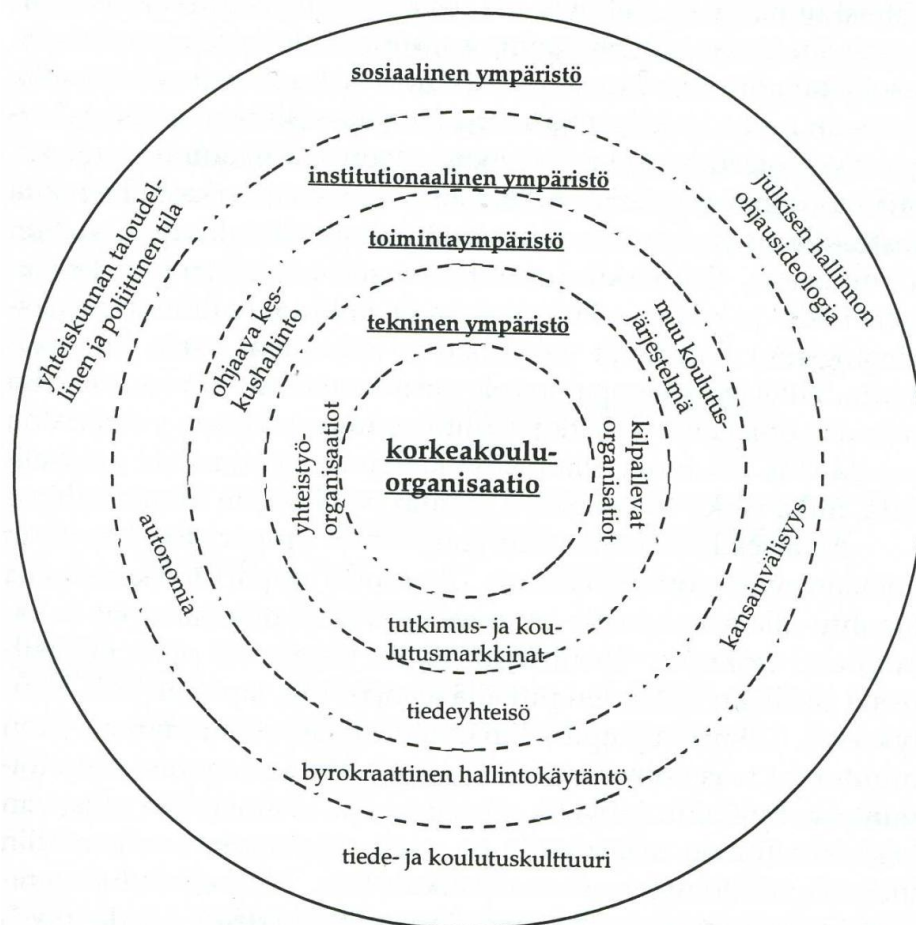 sosiaalinen ympäristö
yhteiskunnan taloudel-
linen ja poliittinen tila
julkisen hallinnon
ohjausideologia
tiede- ja koulutuskulttuuri
institutionaalinen ympäristö
autonomia
kansainvälisyys
byrokraattinen hallintokäytäntö
toimintaympäristö
ohjaava kes-
kushallinto
muu koulutus-
järjestelmä
tiedeyhteisö
tekninen ympäristö
yhteistyö-
organisaatiot
kilpailevat
organisaatiot
tutkimus- ja kou-
lutusmarkkinat
korkeakoulu-
organisaatio